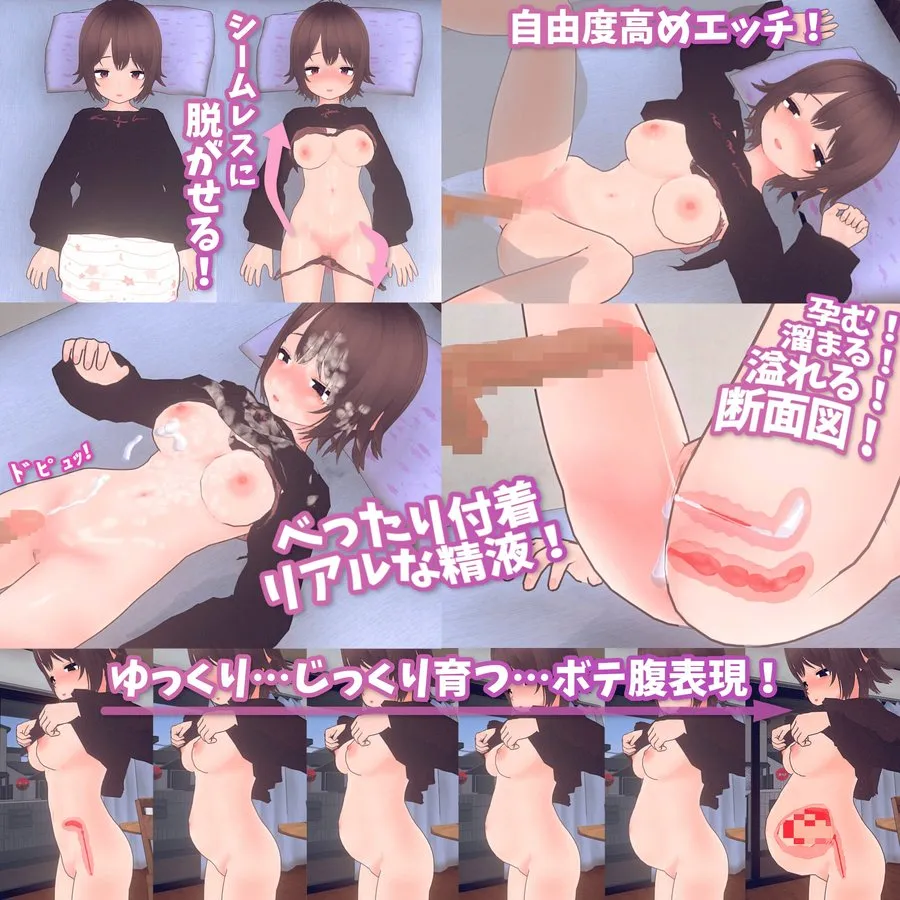 シームレスに
脱がせる！
自由度高めエッチ！
ドピュッ!
べったり付着
リアルな精液！
孕む！
溜まる！
溢れる！
断面図！
ゆっくり…じっくり育つ…ボテ腹表現！